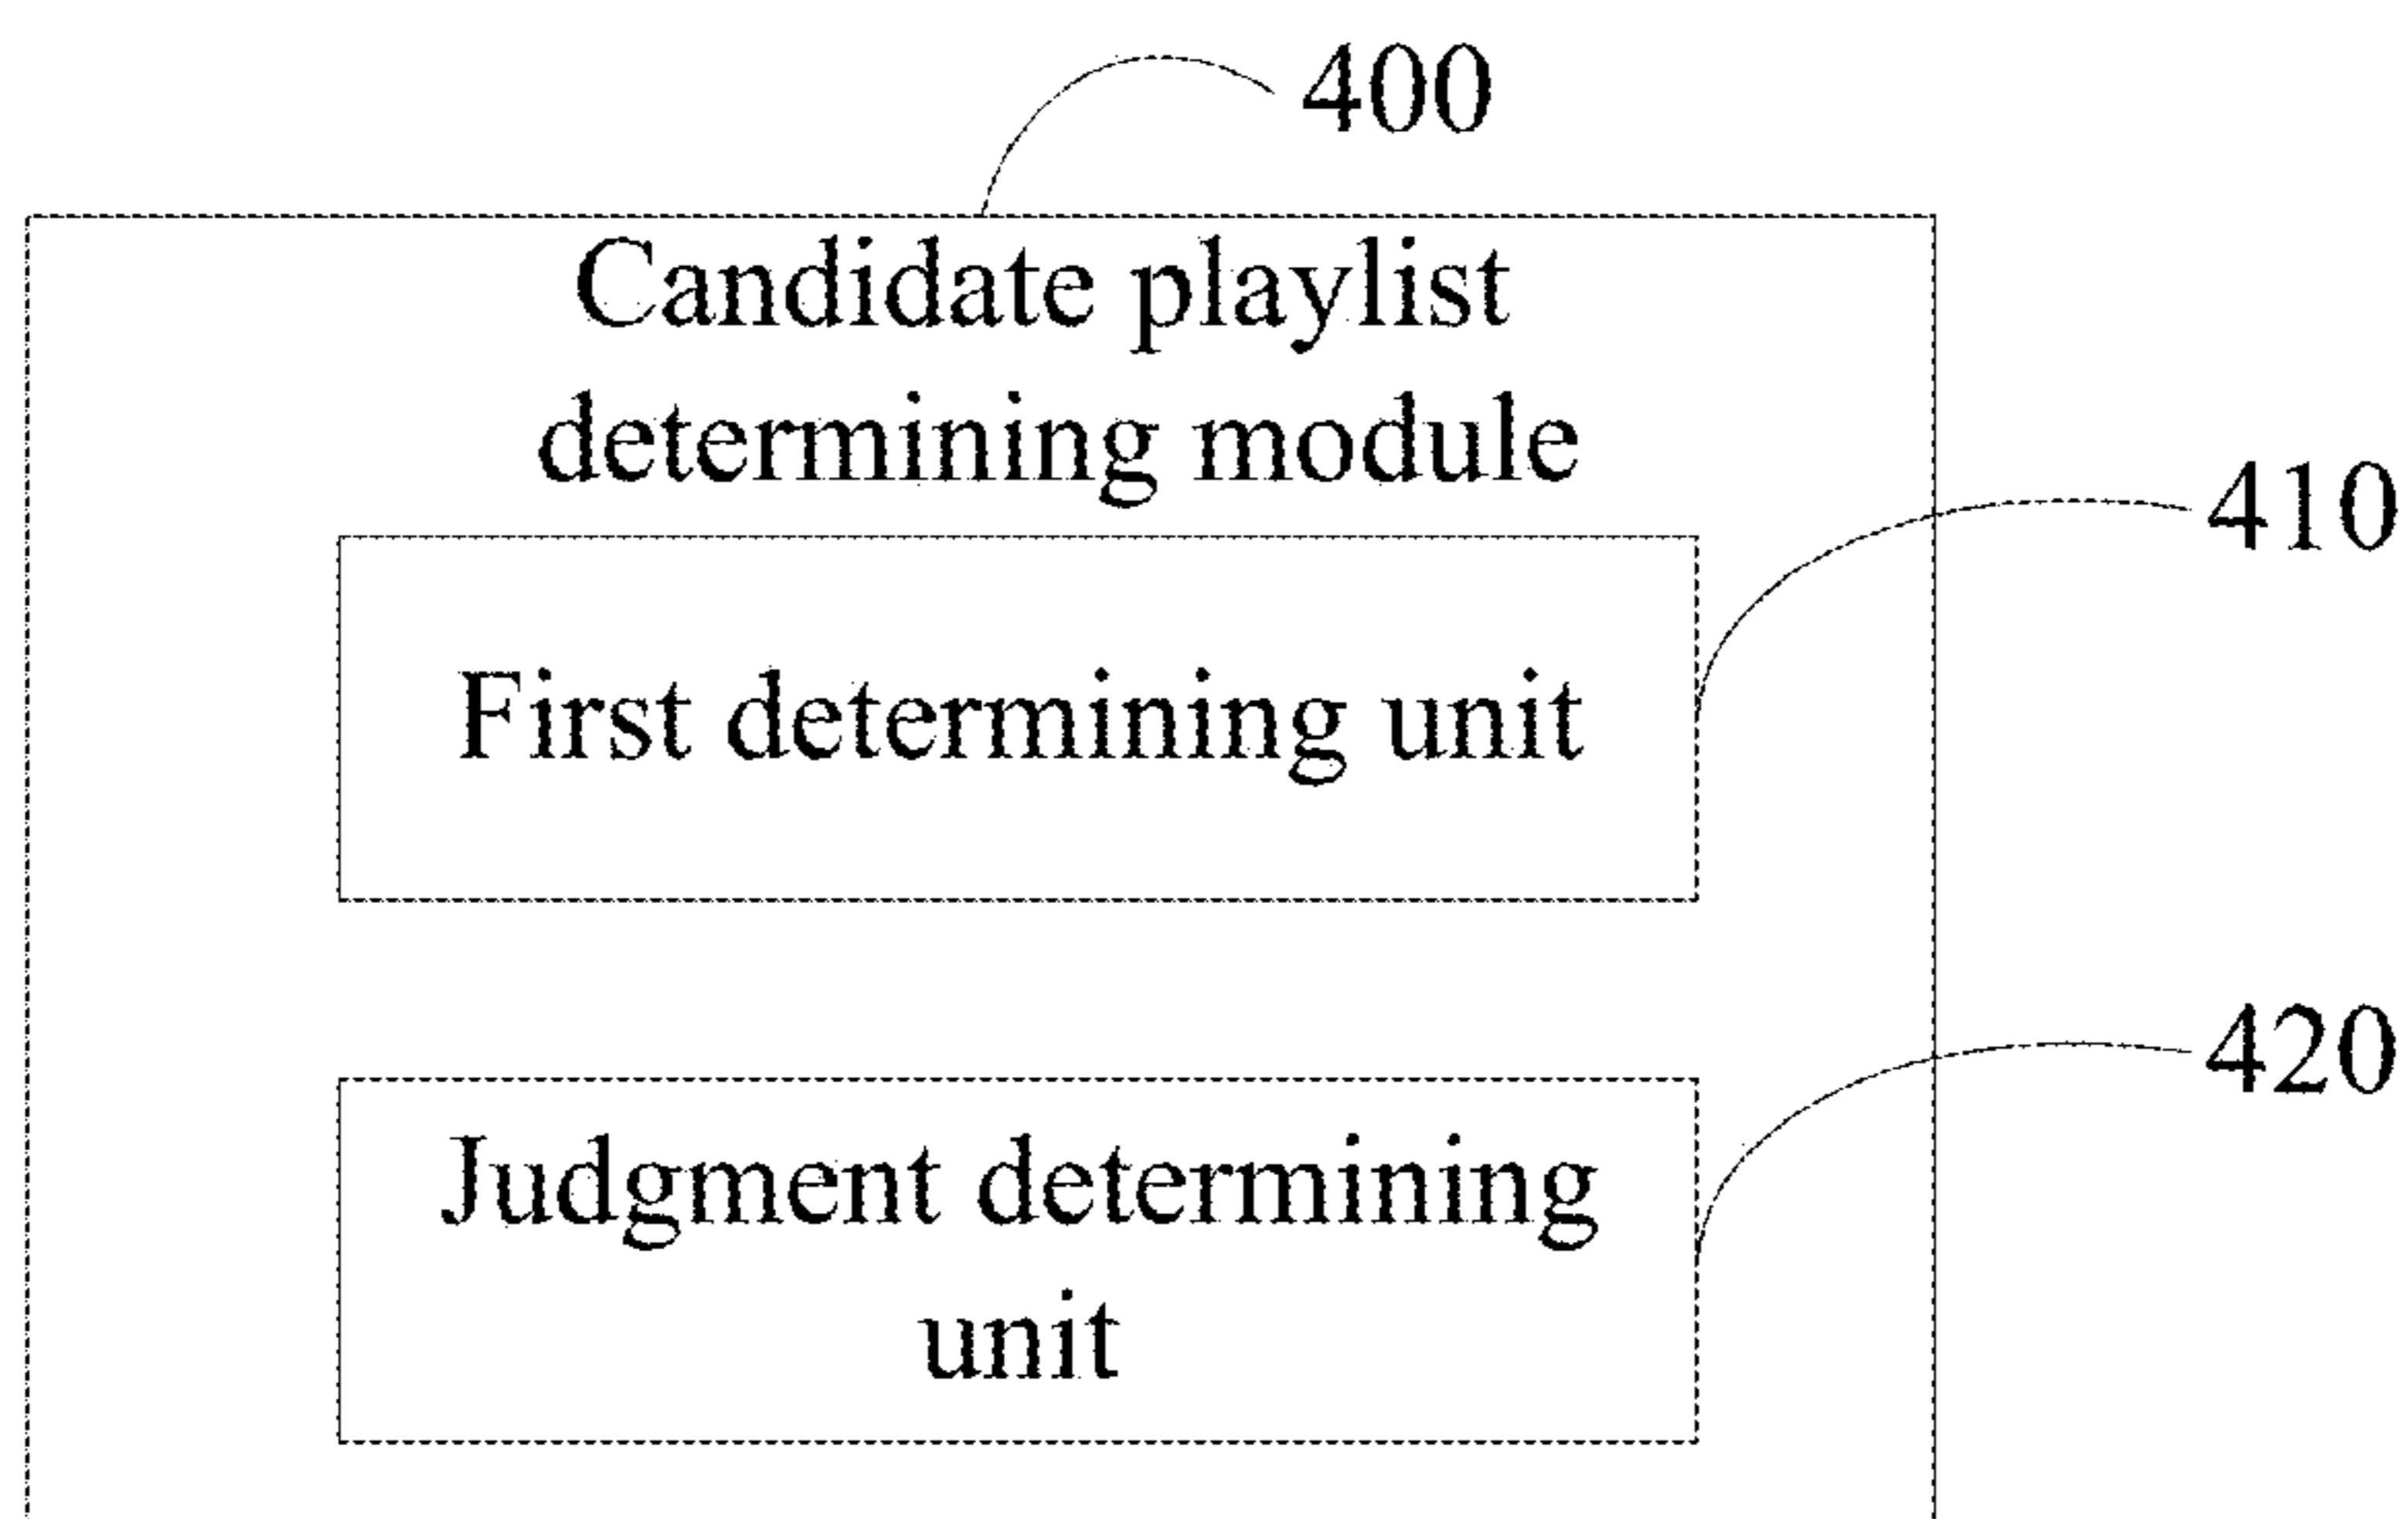 400
Candidate playlist
determining module
410
First determining unit
420
Judgment determining
unit